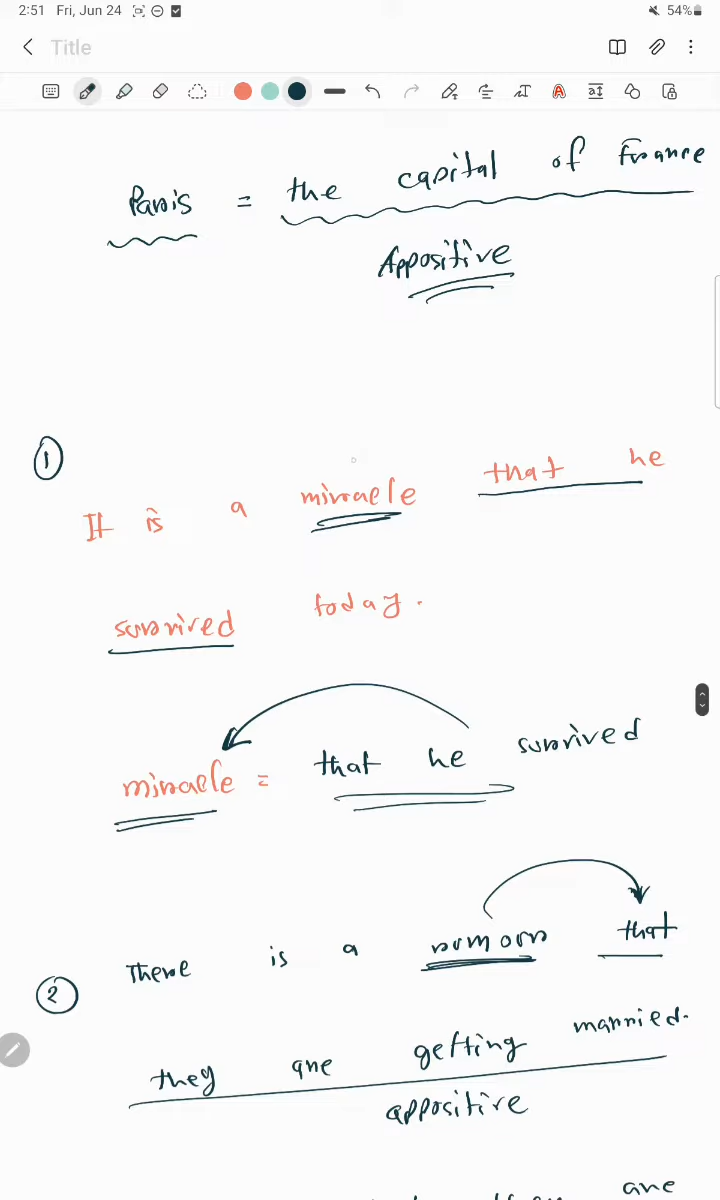 2:51 Fri, Jun 24 54%
Title
Paris = the capital of France
Appositive
1
It is a miracle that he
survived today.
miracle = that he survived
2 There is a rumor that
they are getting married.
appositive
are